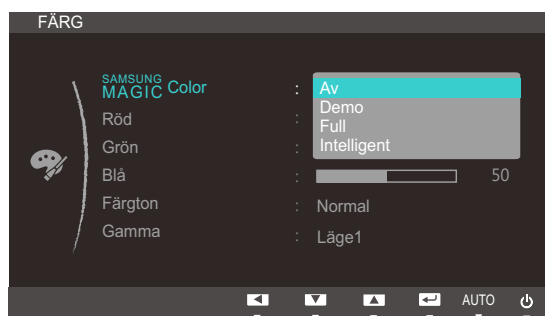 FÄRG
SAMSUNG MAGIC Color : Av
Demo
Röd :
Full
Grön :
Intelligent
Blå : 50
Färgton : Normal
Gamma : Läge1
AUTO